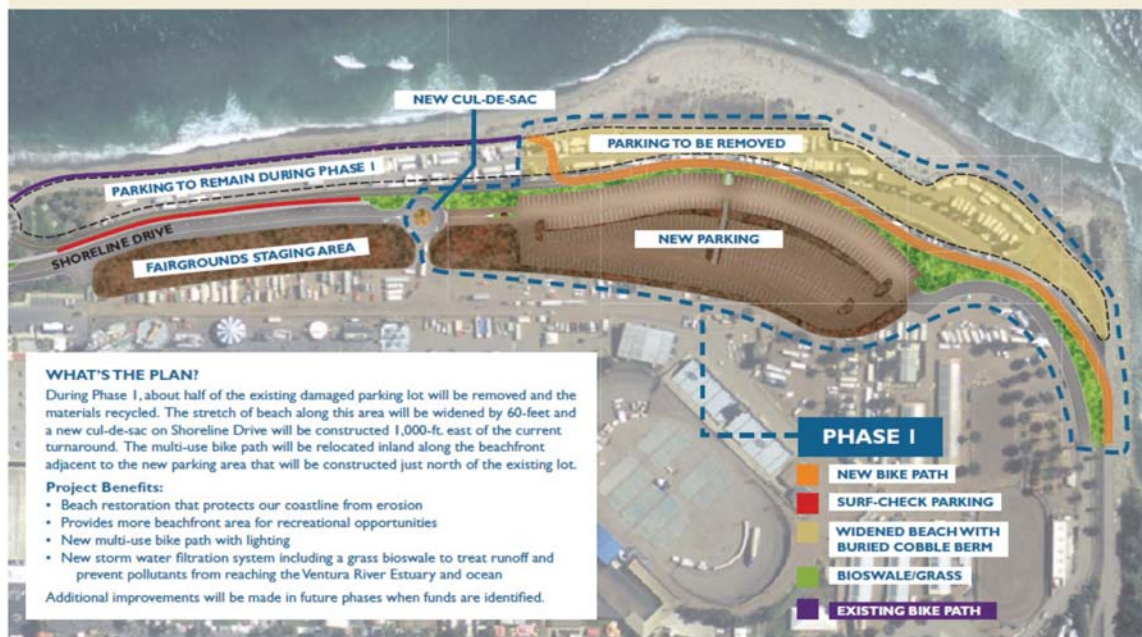 NEW CUL-DE-SAC
PARKING TO BE REMOVED
PARKING TO REMAIN DURING PHASE I
SHORELINE DRIVE
NEW PARKING
FAIRGROUNDS STAGING AREA
WHAT'S THE PLAN?
During Phase I, about half of the existing damaged parking lot will be removed and the
materials recycled. The stretch of beach along this area will be widened by 60-feet and
a new cul-de-sac on Shoreline Drive will be constructed 1,000-ft. east of the current
turnaround. The multi-use bike path will be relocated inland along the beachfront
adjacent to the new parking area that will be constructed just north of the existing lot.
Project Benefits:
• Beach restoration that protects our coastline from erosion
• Provides more beachfront area for recreational opportunities
• New multi-use bike path with lighting
• New storm water filtration system including a grass bioswale to treat runoff and
prevent pollutants from reaching the Ventura River Estuary and ocean
Additional improvements will be made in future phases when funds are identified.
PHASE I
NEW BIKE PATH
SURF-CHECK PARKING
WIDENED BEACH WITH
BURIED COBBLE BERM
BIOSWALE/GRASS
EXISTING BIKE PATH